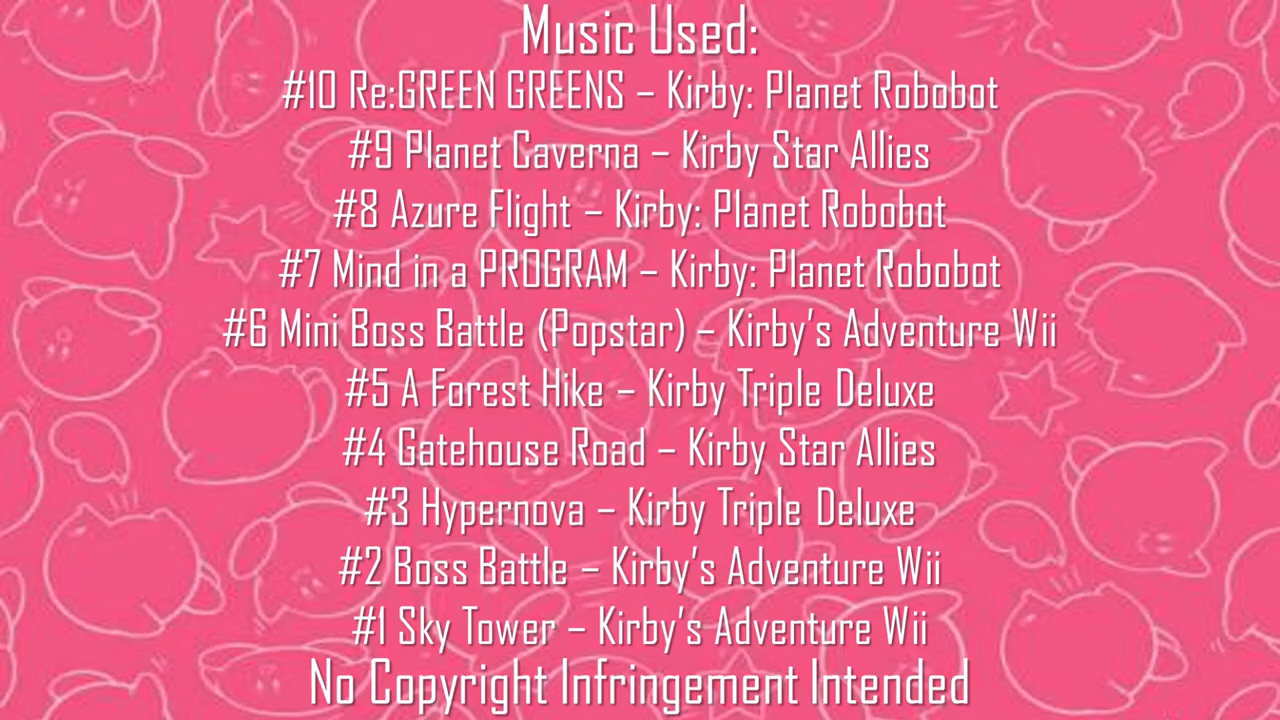 Music Used:
#10 Re:GREEN GREENS – Kirby: Planet Robobot
#9 Planet Caverna – Kirby Star Allies
#8 Azure Flight – Kirby: Planet Robobot
#7 Mind in a PROGRAM – Kirby: Planet Robobot
#6 Mini Boss Battle (Popstar) – Kirby’s Adventure Wii
#5 A Forest Hike – Kirby Triple Deluxe
#4 Gatehouse Road – Kirby Star Allies
#3 Hypernova – Kirby Triple Deluxe
#2 Boss Battle – Kirby’s Adventure Wii
#1 Sky Tower – Kirby’s Adventure Wii
No Copyright Infringement Intended